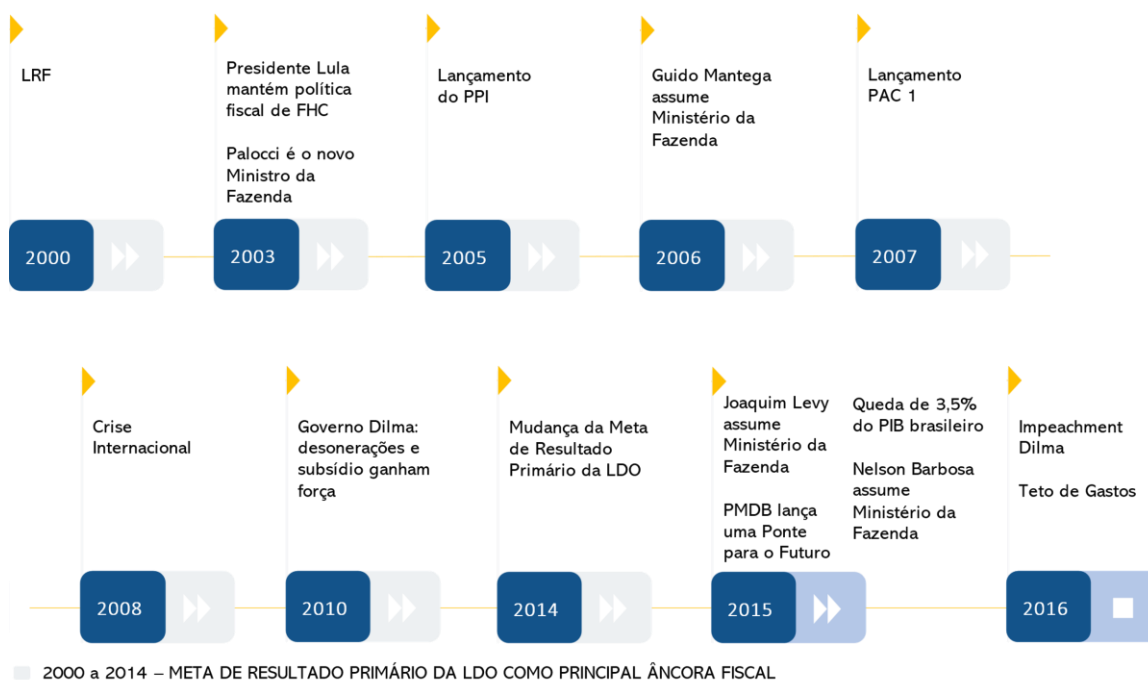 LRF
Presidente Lula
mantém política
fiscal de FHC
Palocci é o novo
Ministro da
Fazenda
Lançamento
do PPI
Guido Mantega
assume
Ministério da
Fazenda
Lançamento
PAC 1
2000
2003
2005
2006
2007
Crise
Internacional
Governo Dilma:
desonerações e
subsídio ganham
força
Mudança da Meta
de Resultado
Primário da LDO
Joaquim Levy
assume
Ministério da
Fazenda
PMDB lança
uma Ponte
para o Futuro
Queda de 3,5%
do PIB brasileiro
Nelson Barbosa
assume
Ministério da
Fazenda
Impeachment
Dilma
Teto de Gastos
2008
2010
2014
2015
2016
2000 a 2014 – META DE RESULTADO PRIMÁRIO DA LDO COMO PRINCIPAL ÂNCORA FISCAL